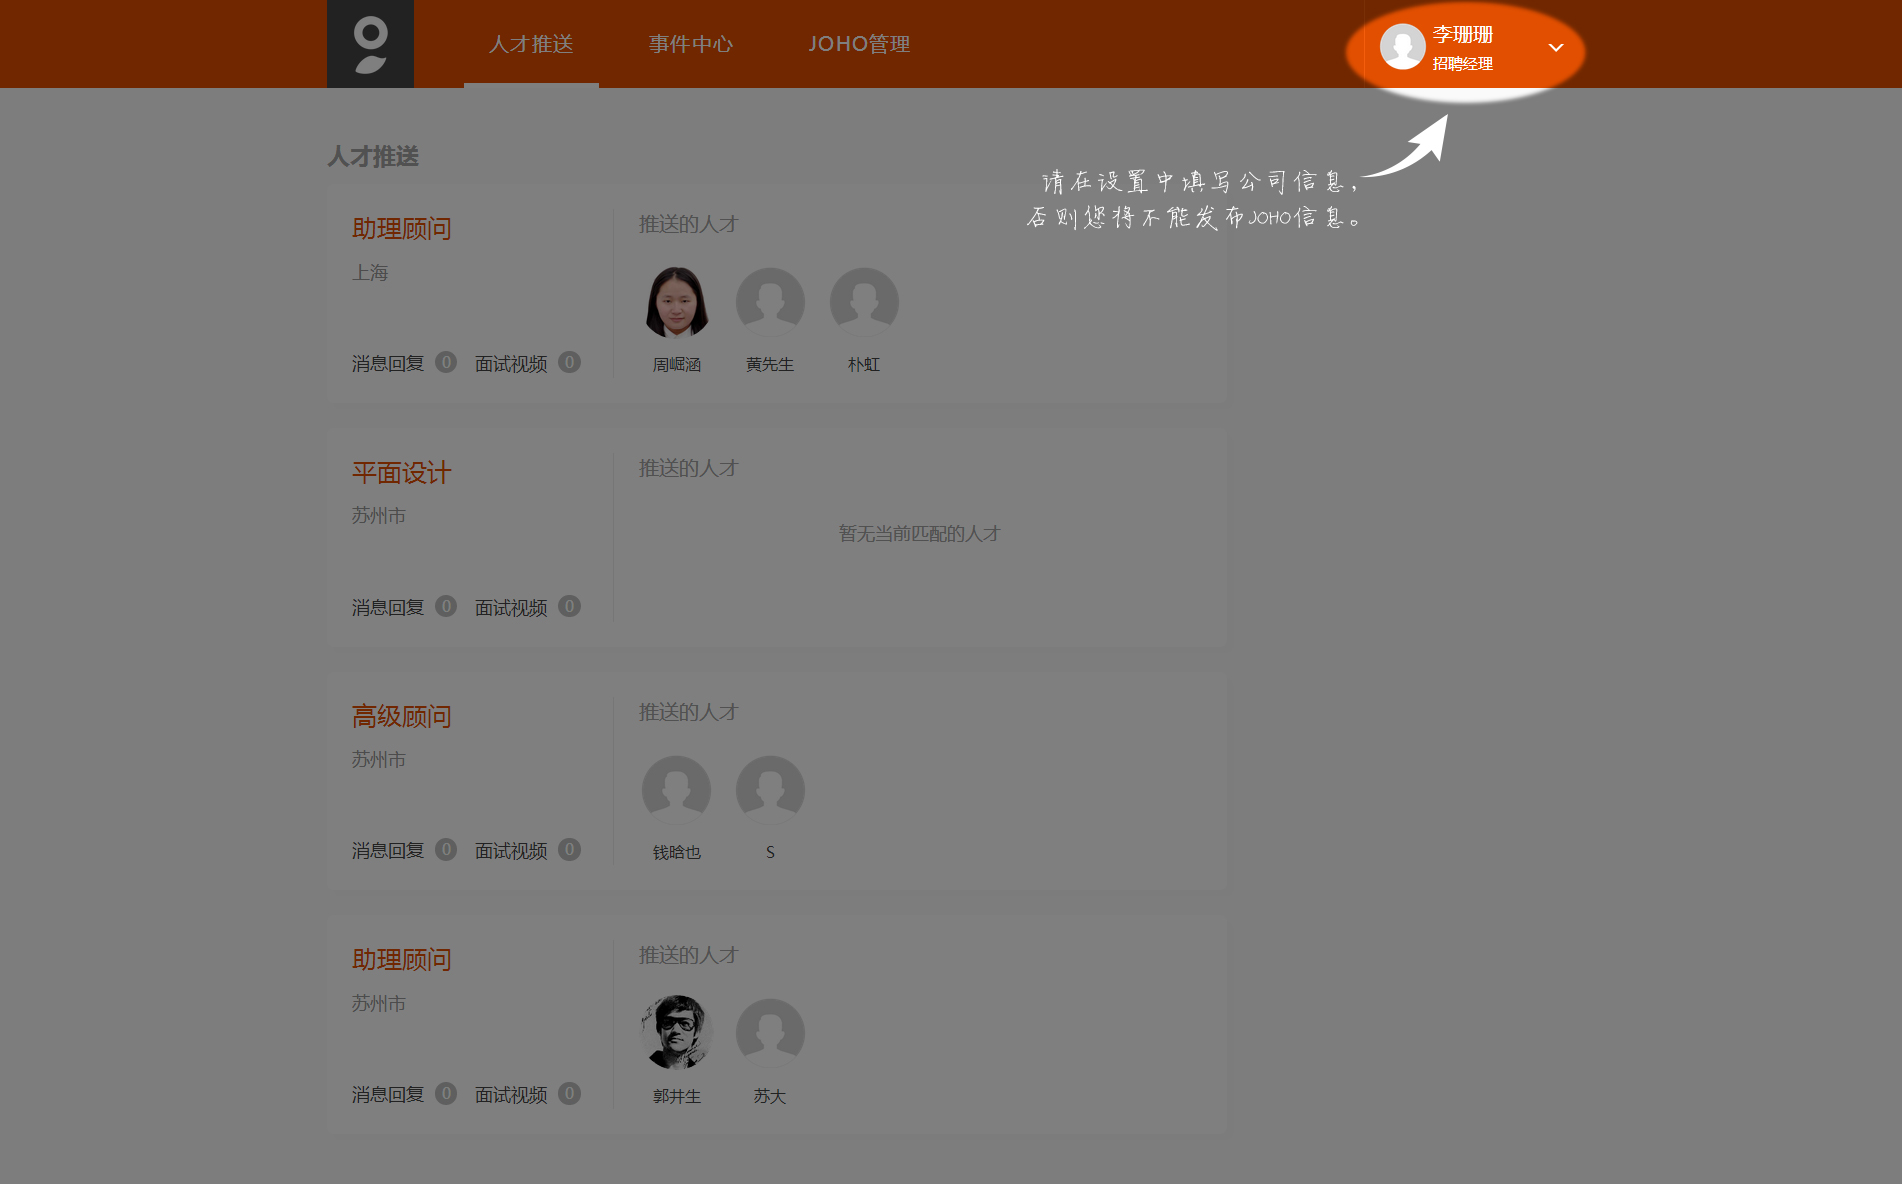 人才推送
事件中心
JOHO管理
李珊珊
招聘经理
请在设置中填写公司信息，
否则您将不能发布JOHO信息。
人才推送
助理顾问
上海
消息回复 0 面试视频 0
推送的人才
周崛涵 黄先生 朴虹
平面设计
苏州市
消息回复 0 面试视频 0
推送的人才
暂无当前匹配的人才
高级顾问
苏州市
消息回复 0 面试视频 0
推送的人才
钱晗也 S
助理顾问
苏州市
消息回复 0 面试视频 0
推送的人才
郭井生 苏大